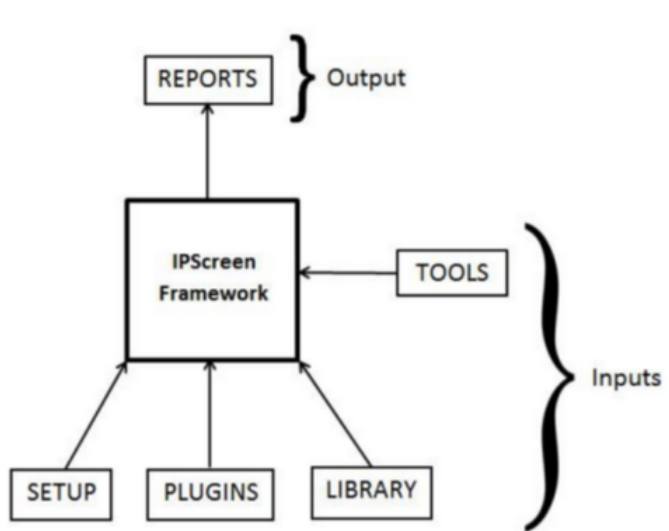 REPORTS
Output
IPScreen
Framework
TOOLS
Inputs
SETUP
PLUGINS
LIBRARY